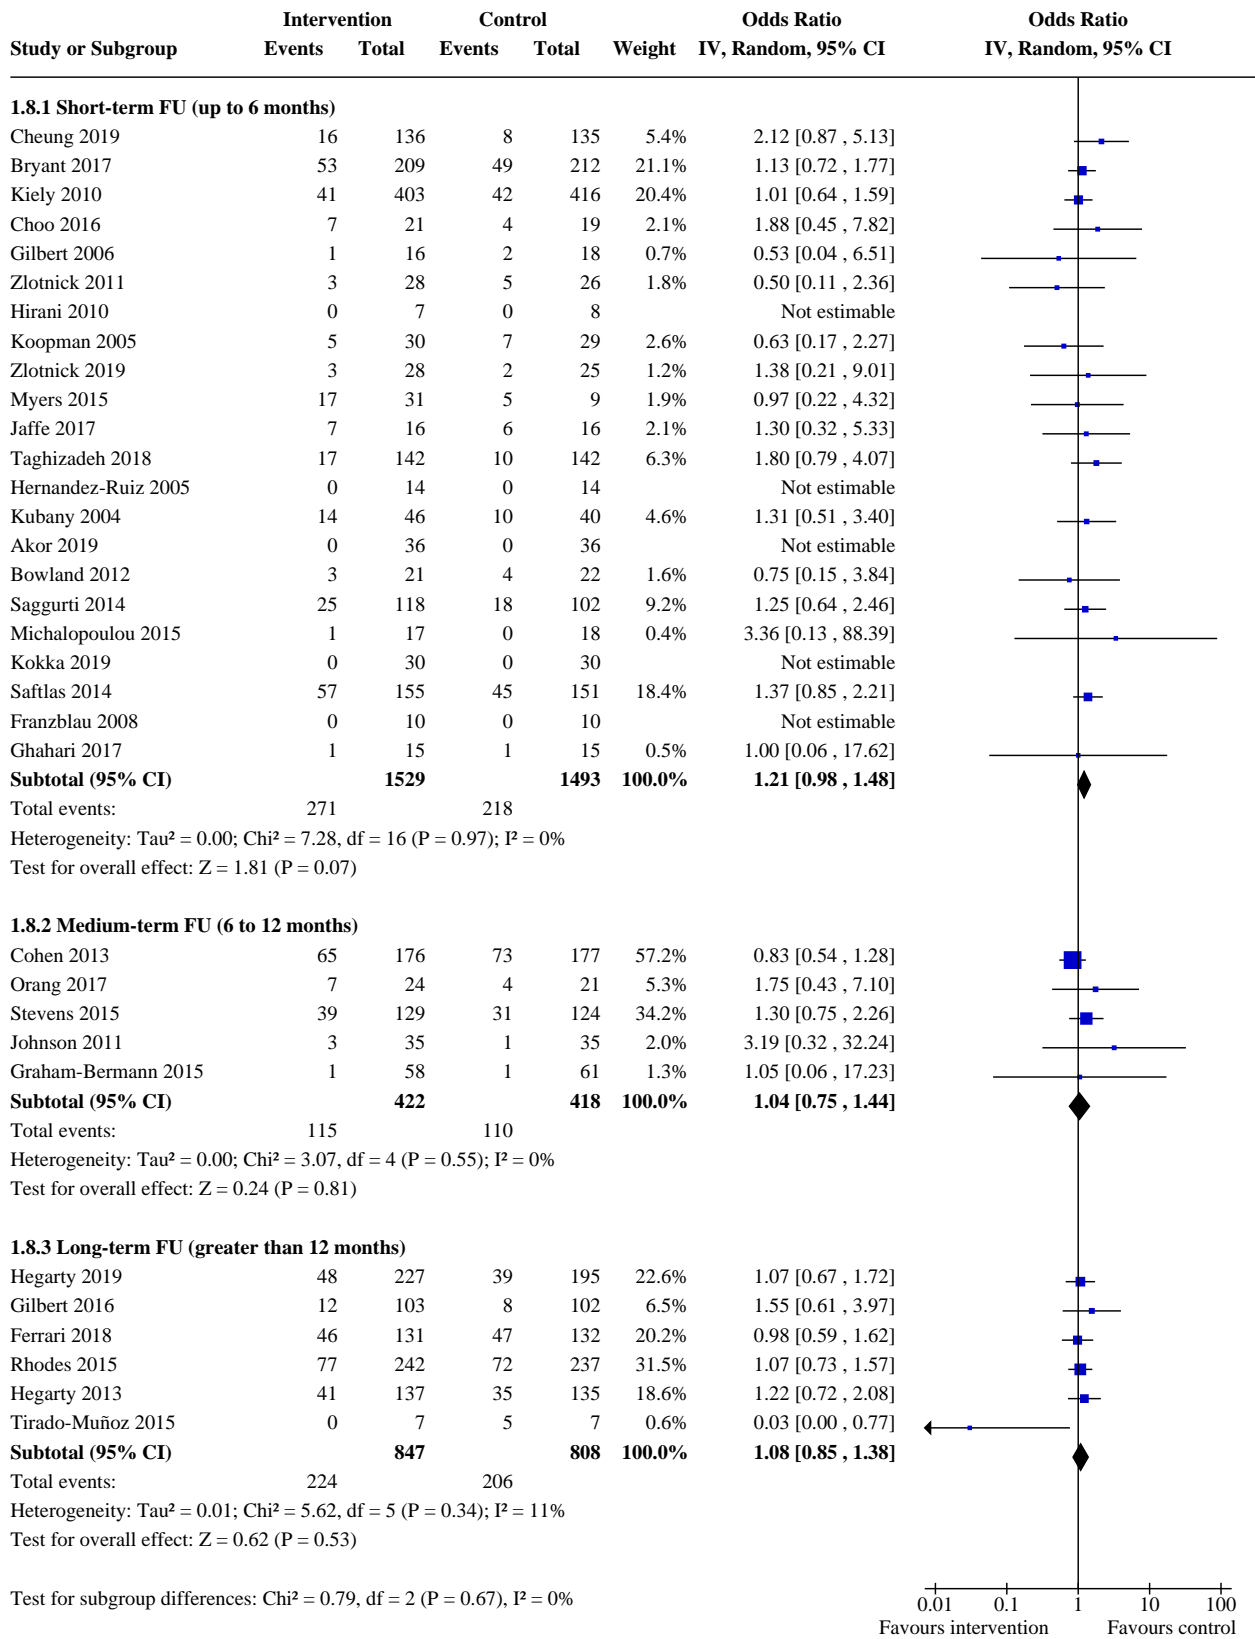 Intervention Control Odds Ratio Odds Ratio
Study or Subgroup Events Total Events Total Weight IV, Random, 95% CI IV, Random, 95% CI
1.8.1 Short-term FU (up to 6 months)
Cheung 2019 16 136 8 135 5.4% 2.12 [0.87 , 5.13]
Bryant 2017 53 209 49 212 21.1% 1.13 [0.72 , 1.77]
Kiely 2010 41 403 42 416 20.4% 1.01 [0.64 , 1.59]
Choo 2016 7 21 4 19 2.1% 1.88 [0.45 , 7.82]
Gilbert 2006 1 16 2 18 0.7% 0.53 [0.04 , 6.51]
Zlotnick 2011 3 28 5 26 1.8% 0.50 [0.11 , 2.36]
Hirani 2010 0 7 0 8 Not estimable
Koopman 2005 5 30 7 29 2.6% 0.63 [0.17 , 2.27]
Zlotnick 2019 3 28 2 25 1.2% 1.38 [0.21 , 9.01]
Myers 2015 17 31 5 9 1.9% 0.97 [0.22 , 4.32]
Jaffe 2017 7 16 6 16 2.1% 1.30 [0.32 , 5.33]
Taghizadeh 2018 17 142 10 142 6.3% 1.80 [0.79 , 4.07]
Hernandez-Ruiz 2005 0 14 0 14 Not estimable
Kubany 2004 14 46 10 40 4.6% 1.31 [0.51 , 3.40]
Akor 2019 0 36 0 36 Not estimable
Bowland 2012 3 21 4 22 1.6% 0.75 [0.15 , 3.84]
Saggurti 2014 25 118 18 102 9.2% 1.25 [0.64 , 2.46]
Michalopoulou 2015 1 17 0 18 0.4% 3.36 [0.13 , 88.39]
Kokka 2019 0 30 0 30 Not estimable
Saftlas 2014 57 155 45 151 18.4% 1.37 [0.85 , 2.21]
Franzblau 2008 0 10 0 10 Not estimable
Ghahari 2017 1 15 1 15 0.5% 1.00 [0.06 , 17.62]
Subtotal (95% CI) 1529 1493 100.0% 1.21 [0.98 , 1.48]
Total events: 271 218
Heterogeneity: Tau² = 0.00; Chi² = 7.28, df = 16 (P = 0.97); I² = 0%
Test for overall effect: Z = 1.81 (P = 0.07)
1.8.2 Medium-term FU (6 to 12 months)
Cohen 2013 65 176 73 177 57.2% 0.83 [0.54 , 1.28]
Orang 2017 7 24 4 21 5.3% 1.75 [0.43 , 7.10]
Stevens 2015 39 129 31 124 34.2% 1.30 [0.75 , 2.26]
Johnson 2011 3 35 1 35 2.0% 3.19 [0.32 , 32.24]
Graham-Bermann 2015 1 58 1 61 1.3% 1.05 [0.06 , 17.23]
Subtotal (95% CI) 422 418 100.0% 1.04 [0.75 , 1.44]
Total events: 115 110
Heterogeneity: Tau² = 0.00; Chi² = 3.07, df = 4 (P = 0.55); I² = 0%
Test for overall effect: Z = 0.24 (P = 0.81)
1.8.3 Long-term FU (greater than 12 months)
Hegarty 2019 48 227 39 195 22.6% 1.07 [0.67 , 1.72]
Gilbert 2016 12 103 8 102 6.5% 1.55 [0.61 , 3.97]
Ferrari 2018 46 131 47 132 20.2% 0.98 [0.59 , 1.62]
Rhodes 2015 77 242 72 237 31.5% 1.07 [0.73 , 1.57]
Hegarty 2013 41 137 35 135 18.6% 1.22 [0.72 , 2.08]
Tirado-Muñoz 2015 0 7 5 7 0.6% 0.03 [0.00 , 0.77]
Subtotal (95% CI) 847 808 100.0% 1.08 [0.85 , 1.38]
Total events: 224 206
Heterogeneity: Tau² = 0.01; Chi² = 5.62, df = 5 (P = 0.34); I² = 11%
Test for overall effect: Z = 0.62 (P = 0.53)
Test for subgroup differences: Chi² = 0.79, df = 2 (P = 0.67), I² = 0%
0.01 0.1 1 10 100
Favours intervention Favours control